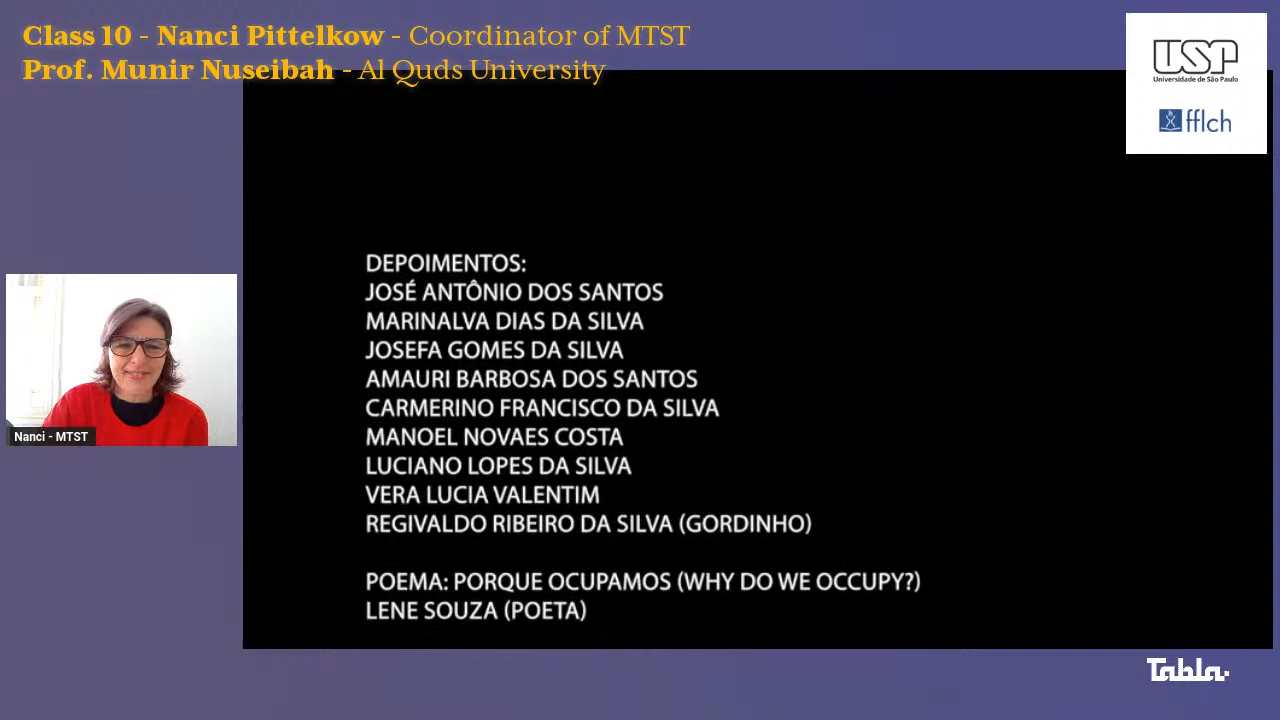 Class 10 - Nanci Pittelkow - Coordinator of MTST
Prof. Munir Nuseibah - Al Quds University
USP
Universidade de São Paulo
fflch
DEPOIMENTOS:
JOSÉ ANTÔNIO DOS SANTOS
MARINALVA DIAS DA SILVA
JOSEFA GOMES DA SILVA
AMAURI BARBOSA DOS SANTOS
CARMERINO FRANCISCO DA SILVA
MANOEL NOVAES COSTA
LUCIANO LOPES DA SILVA
VERA LUCIA VALENTIM
REGIVALDO RIBEIRO DA SILVA (GORDINHO)
POEMA: PORQUE OCUPAMOS (WHY DO WE OCCUPY?)
LENE SOUZA (POETA)
Nanci - MTST
Tabla.